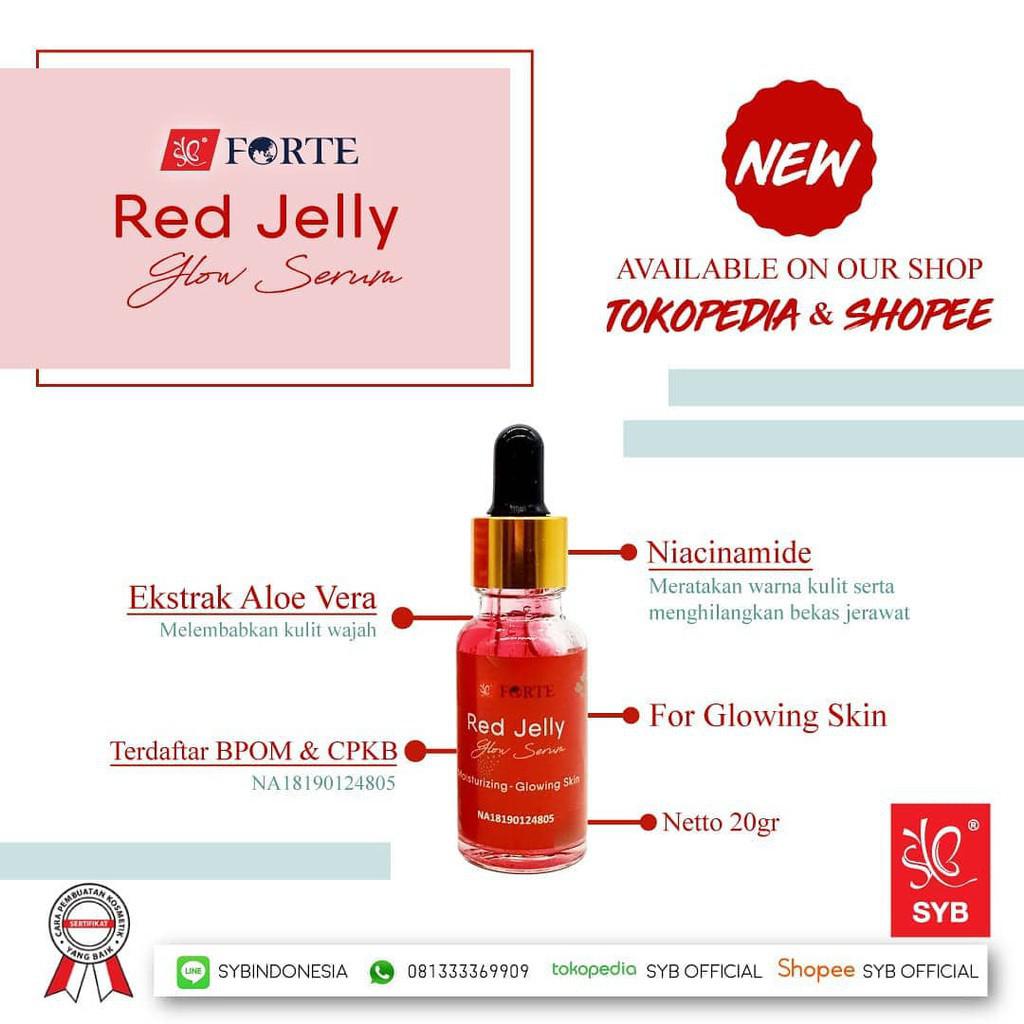 FORTE
Red Jelly
Glow Serum
NEW
AVAILABLE ON OUR SHOP
TOKOPEDIA & SHOPEE
Niacinamide
Meratakan warna kulit serta
menghilangkan bekas jerawat
Ekstrak Aloe Vera
Melembabkan kulit wajah
FORTE
Red Jelly
Glow Serum
Moisturizing - Glowing Skin
NA18190124805
For Glowing Skin
Terdaftar BPOM & CPKB
NA18190124805
Netto 20gr
SYB
CARA PEMBUATAN KOSMETIK
SERTIFIKAT
YANG BAIK
LINE SYBINDONESIA 081333369909 tokopedia SYB OFFICIAL Shopee SYB OFFICIAL